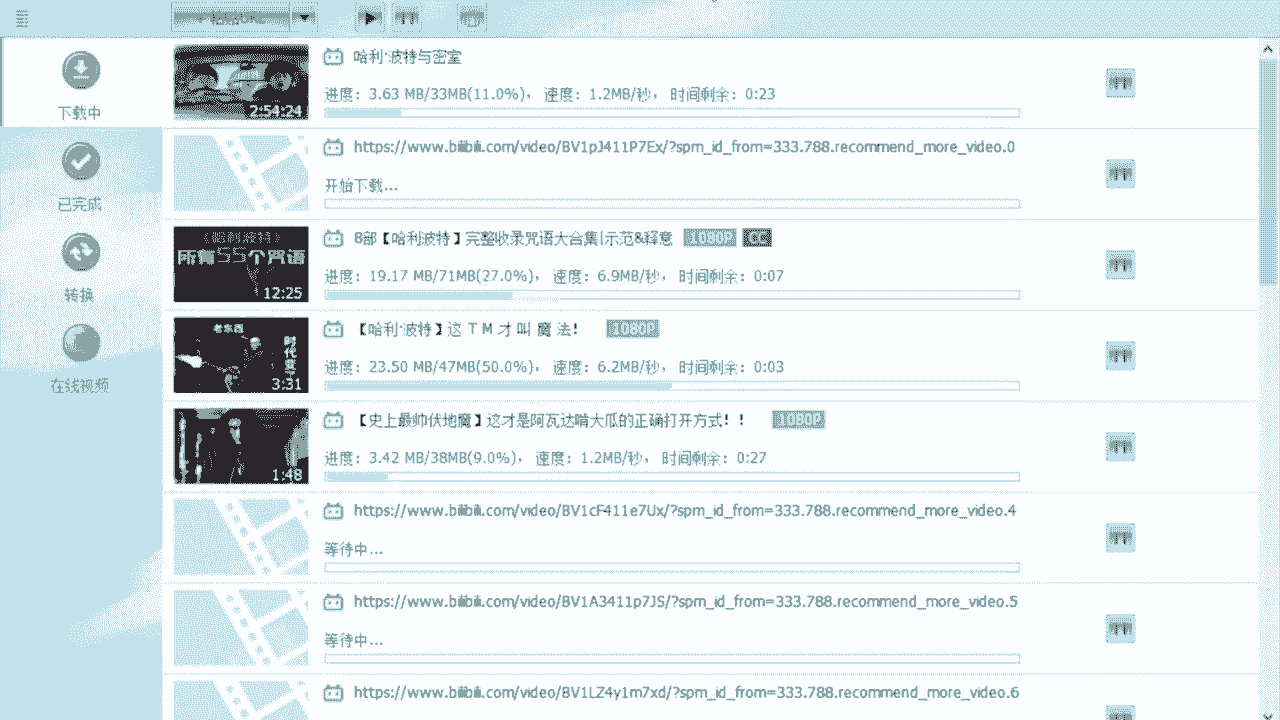 下载中
已完成
转换
在线视频
2:54:24
哈利·波特与密室
进度：3.63 MB/33MB(11.0%)， 速度：1.2MB/秒， 时间剩余：0:23
https://www.bilibili.com/video/BV1pJ411P7Ex/?spm_id_from=333.788.recommend_more_video.0
开始下载...
《哈利波特》
所有55个咒语
12:25
8部【哈利波特】完整收录咒语大合集|示范&释意 1080P CC
进度：19.17 MB/71MB(27.0%)， 速度：6.9MB/秒， 时间剩余：0:07
老东西
时代变
3:31
【哈利·波特】这 T M 才 叫 魔 法！ 1080P
进度：23.50 MB/47MB(50.0%)， 速度：6.2MB/秒， 时间剩余：0:03
1:48
【史上最帅伏地魔】这才是阿瓦达啃大瓜的正确打开方式！！ 1080P
进度：3.42 MB/38MB(9.0%)， 速度：1.2MB/秒， 时间剩余：0:27
https://www.bilibili.com/video/BV1cF411e7Ux/?spm_id_from=333.788.recommend_more_video.4
等待中...
https://www.bilibili.com/video/BV1A3411p7JS/?spm_id_from=333.788.recommend_more_video.5
等待中...
https://www.bilibili.com/video/BV1LZ4y1m7xd/?spm_id_from=333.788.recommend_more_video.6